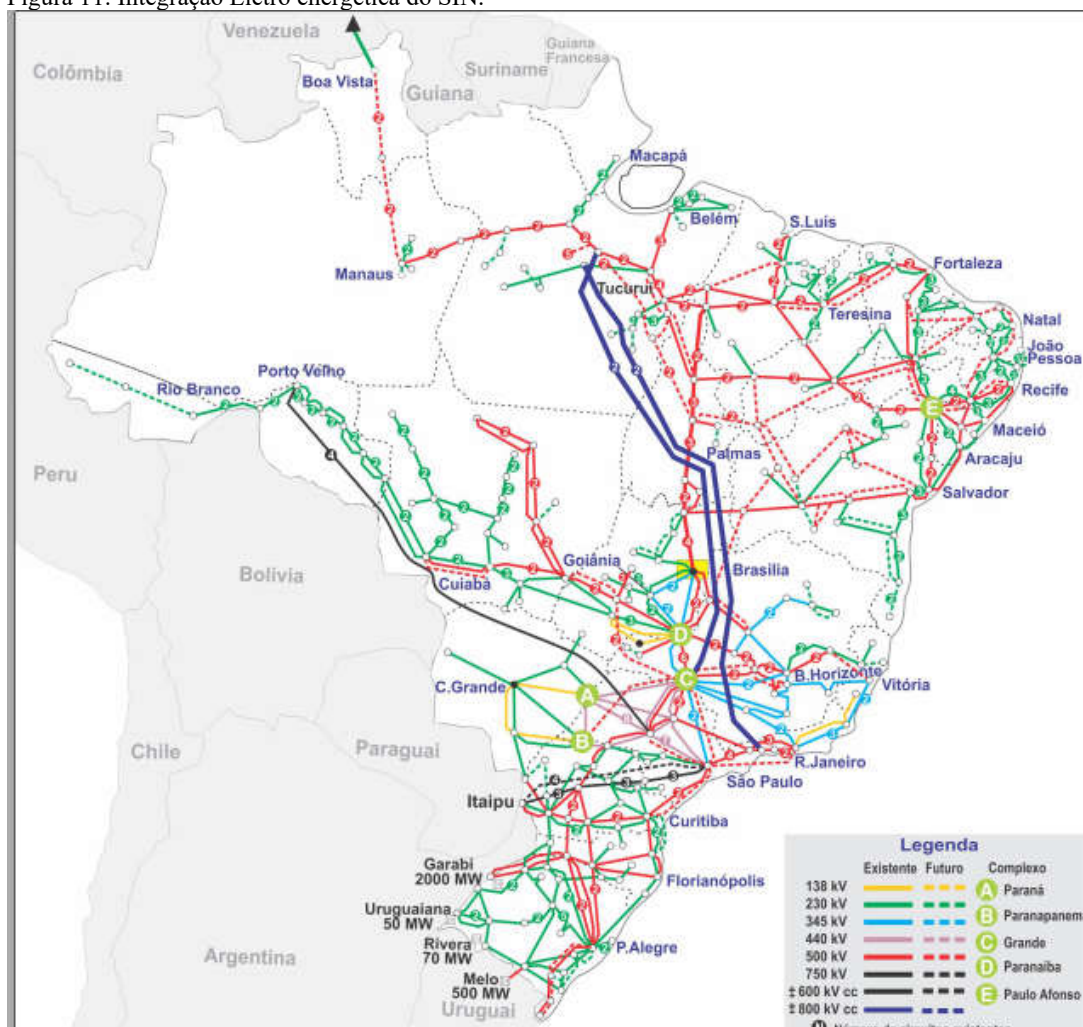 Figura 11: Integração Eletro energética do SIN.
Venezuela
Guiana
Francesa
Colômbia
Suriname
Boa Vista
Guiana
Macapá
Belém
S.Luis
Manaus
Fortaleza
Tucuruí
Teresina
Natal
João
Pessoa
Porto Velho
Rio Branco
Recife
Maceió
Palmas
Aracaju
Peru
Salvador
Goiânia
Brasilia
Bolivia
Cuiabá
D
C
B.Horizonte
Vitória
C.Grande
A
B
E
Chile
Paraguai
R.Janeiro
São Paulo
Itaipu
Curitiba
Garabi
2000 MW
Florianópolis
Uruguaiana
50 MW
Rivera
70 MW
P.Alegre
Argentina
Melo
500 MW
Uruguai
Legenda
Existente Futuro Complexo
138 kV A Paraná
230 kV
345 kV B Paranapanem
440 kV
500 kV C Grande
750 kV D Paranaíba
± 600 kV cc
± 800 kV cc E Paulo Afonso